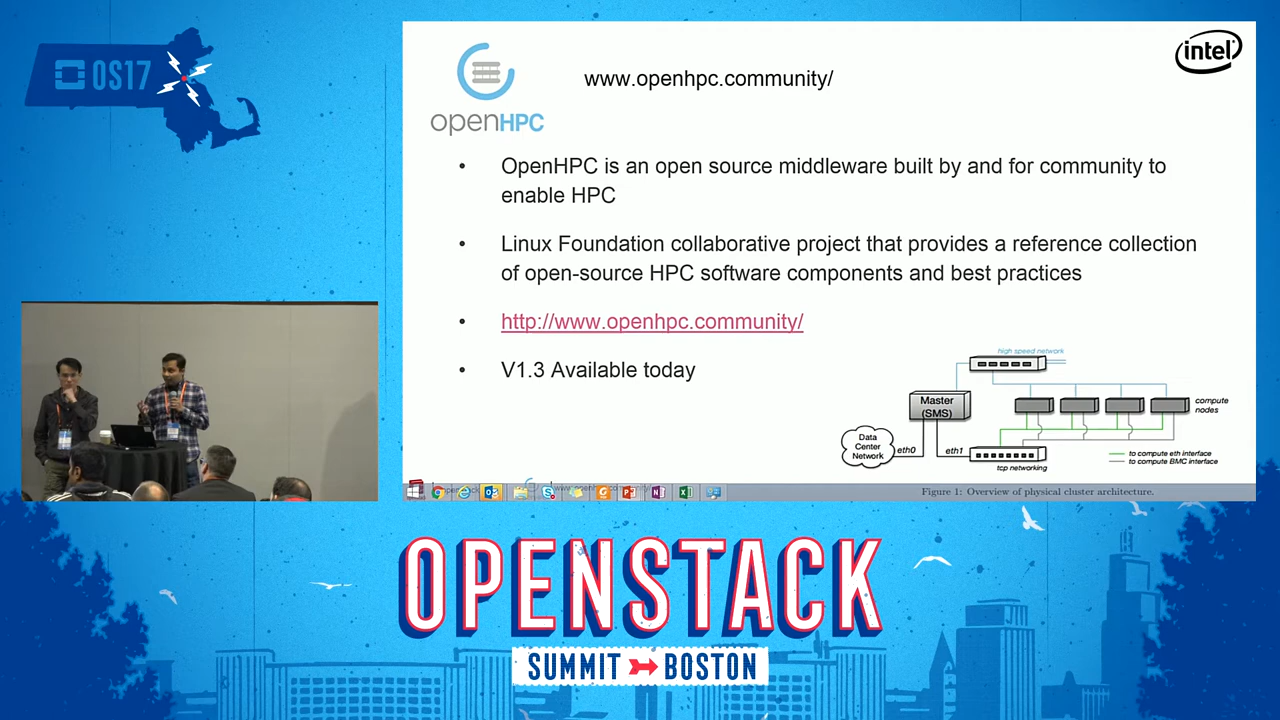 OS17
openHPC
www.openhpc.community/
intel
• OpenHPC is an open source middleware built by and for community to
enable HPC
• Linux Foundation collaborative project that provides a reference collection
of open-source HPC software components and best practices
• http://www.openhpc.community/
• V1.3 Available today
high speed network
Master
(SMS)
compute
nodes
Data
Center
Network
eth0
eth1
tcp networking
to compute eth interface
to compute BMC interface
Figure 1: Overview of physical cluster architecture.
OPENSTACK
SUMMIT BOSTON